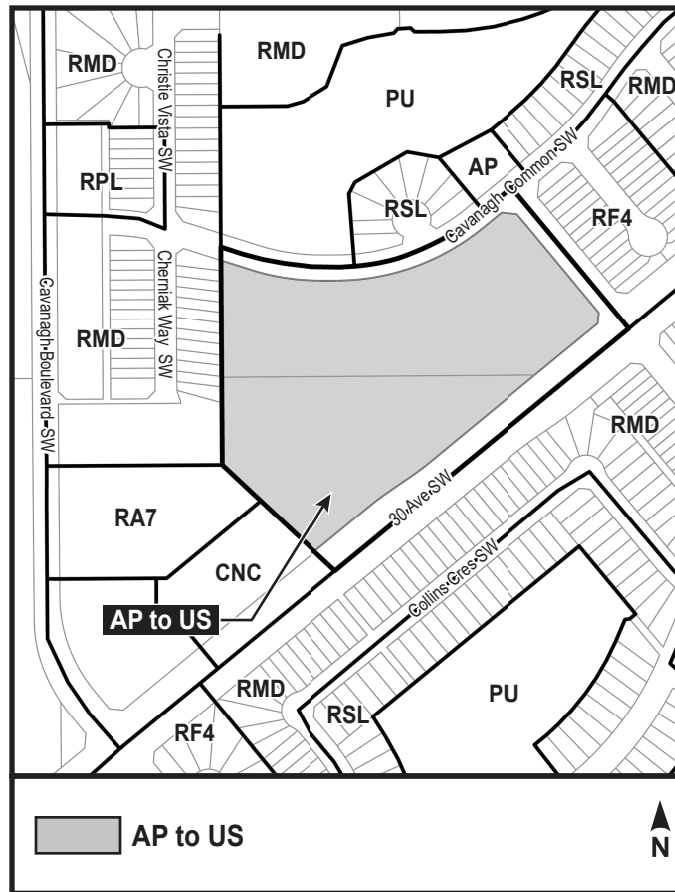 RMD
Christie Vista SW
RMD
PU
RSL
RMD
RPL
AP
RSL
Cavanagh Common SW
RF4
Cavanagh Boulevard SW
RMD
Cherniak Way SW
RMD
30 Ave SW
RA7
CNC
Collins Cres SW
AP to US
RMD
RSL
PU
RF4
AP to US
N